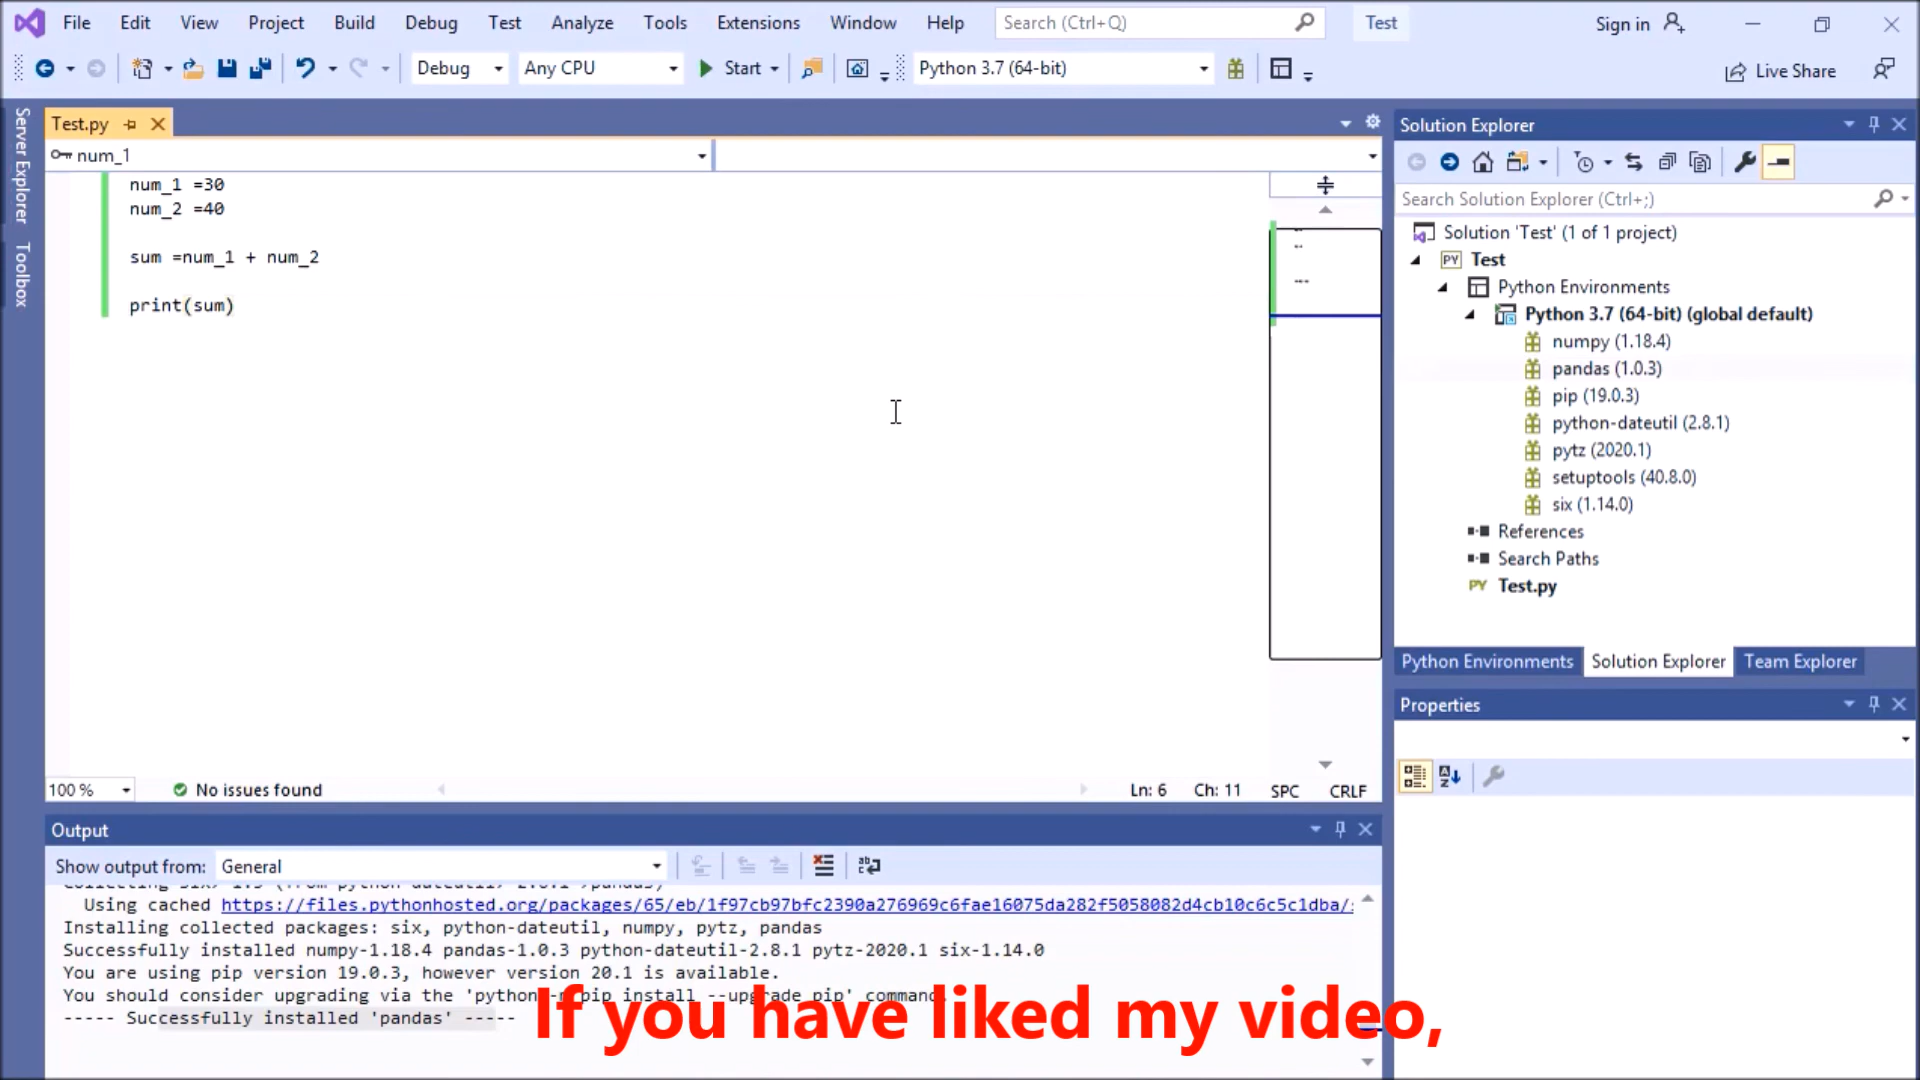 File Edit View Project Build Debug Test Analyze Tools Extensions Window Help Search (Ctrl+Q) Test Sign in
Debug Any CPU Start Python 3.7 (64-bit) Live Share
Server Explorer
Toolbox
Test.py
num_1
num_1 =30
num_2 =40
sum =num_1 + num_2
print(sum)
100 % No issues found Ln: 6 Ch: 11 SPC CRLF
Output
Show output from: General
Using cached https://files.pythonhosted.org/packages/65/eb/1f97cb97bfc2390a276969c6fae16075da282f5058082d4cb10c6c5c1dba/
Installing collected packages: six, python-dateutil, numpy, pytz, pandas
Successfully installed numpy-1.18.4 pandas-1.0.3 python-dateutil-2.8.1 pytz-2020.1 six-1.14.0
You are using pip version 19.0.3, however version 20.1 is available.
You should consider upgrading via the 'python -m pip install --upgrade pip' command.
----- Successfully installed 'pandas' -----
If you have liked my video,
Solution Explorer
Search Solution Explorer (Ctrl+;)
Solution 'Test' (1 of 1 project)
PY Test
Python Environments
Python 3.7 (64-bit) (global default)
numpy (1.18.4)
pandas (1.0.3)
pip (19.0.3)
python-dateutil (2.8.1)
pytz (2020.1)
setuptools (40.8.0)
six (1.14.0)
References
Search Paths
PY Test.py
Python Environments Solution Explorer Team Explorer
Properties